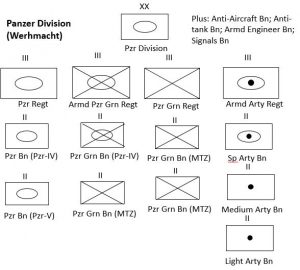 Panzer Division
(Werhmacht)
XX
Pzr Division
Plus: Anti-Aircraft Bn; Anti-
tank Bn; Armd Engineer Bn;
Signals Bn
III
III
III
III
Pzr Regt
Armd Pzr Grn Regt
Pzr Grn Regt
Armd Arty Regt
II
II
II
II
Pzr Bn (Pzr-IV)
Pzr Grn Bn (Pzr-IV)
Pzr Grn Bn (MTZ)
Sp Arty Bn
II
II
II
II
Pzr Bn (Pzr-V)
Pzr Grn Bn (MTZ)
Pzr Grn Bn (MTZ)
Medium Arty Bn
II
Light Arty Bn